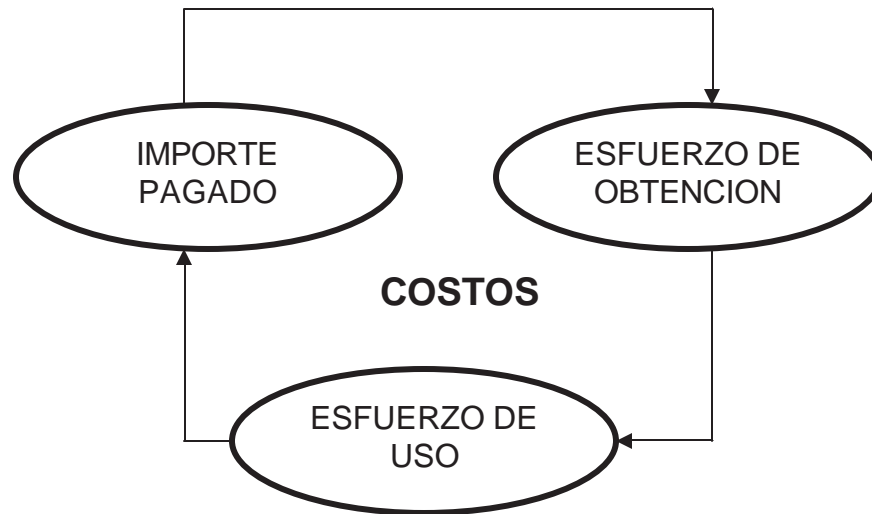 IMPORTE
PAGADO
ESFUERZO DE
OBTENCION
COSTOS
ESFUERZO DE
USO